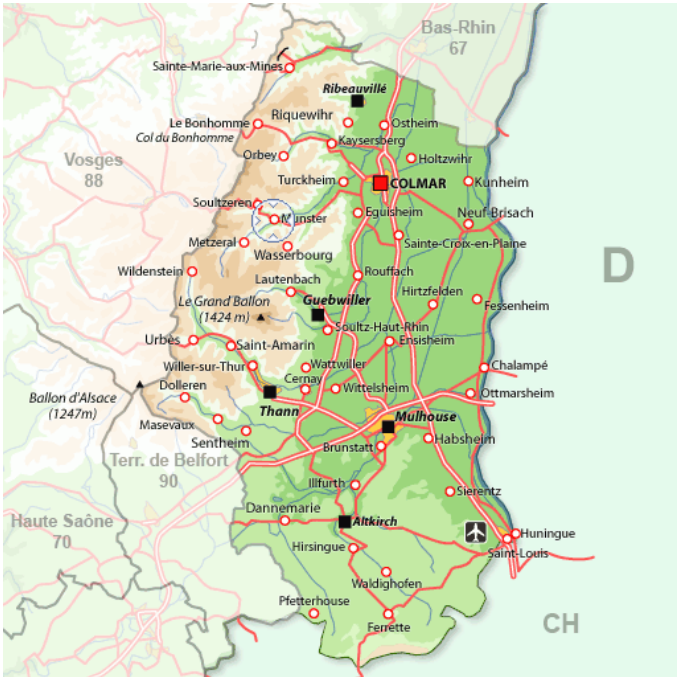 Bas-Rhin
67
Sainte-Marie-aux-Mines
Ribeauvillé
Riquewihr
Le Bonhomme
Ostheim
Col du Bonhomme
Kaysersberg
Vosges
88
Orbey
Holtzwihr
Turckheim
COLMAR
Kunheim
Soultzeren
Munster
Eguisheim
Neuf-Brisach
Metzeral
Sainte-Croix-en-Plaine
Wasserbourg
D
Wildenstein
Rouffach
Lautenbach
Hirtzfelden
Le Grand Ballon
(1424 m)
Guebwiller
Fessenheim
Soultz-Haut-Rhin
Urbès
Saint-Amarin
Ensisheim
Willer-sur-Thur
Wattwiller
Chalampé
Dolleren
Cernay
Wittelsheim
Ottmarsheim
Ballon d'Alsace
(1247m)
Thann
Mulhouse
Masevaux
Sentheim
Habsheim
Brunstatt
Terr. de Belfort
90
Illfurth
Sierentz
Dannemarie
Haute Saône
70
Altkirch
Huningue
Hirsingue
Saint-Louis
Waldighofen
Pfetterhouse
Ferrette
CH